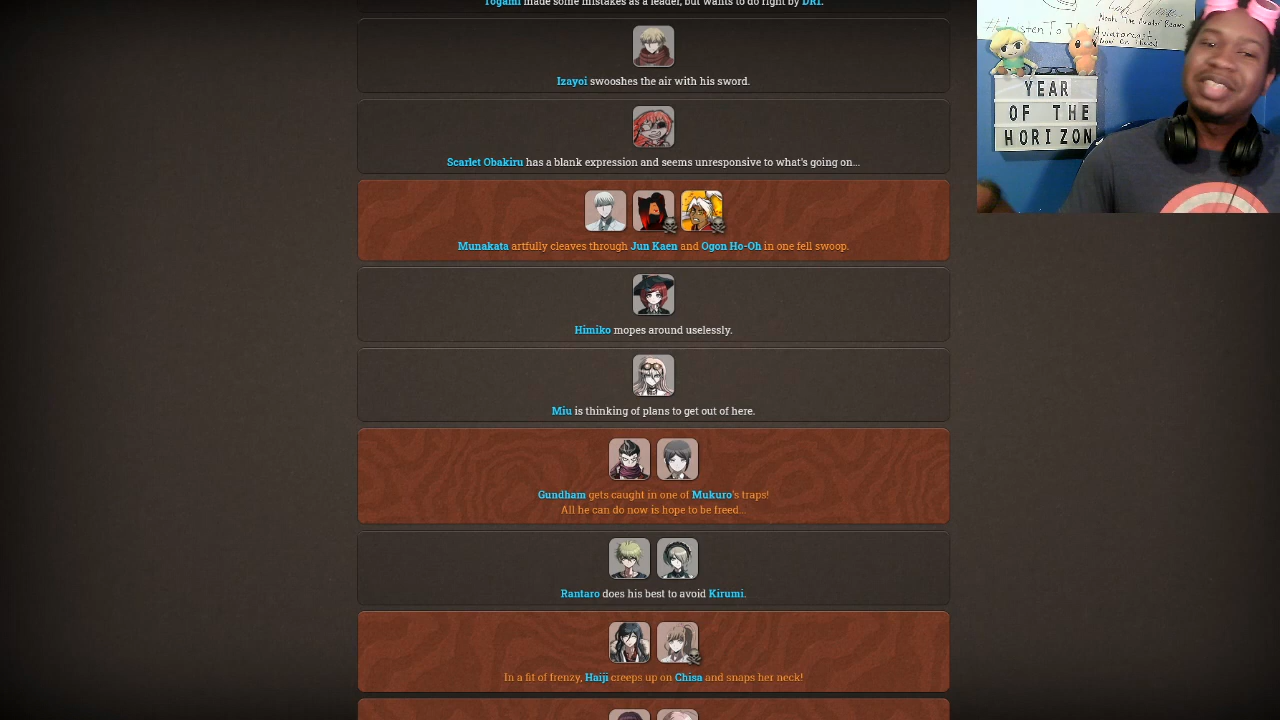 Togami made some mistakes as a leader, but wants to do right by DRI.
Izayoi swooshes the air with his sword.
Scarlet Obakiru has a blank expression and seems unresponsive to what's going on...
Munakata artfully cleaves through Jun Kaen and Ogon Ho-Oh in one fell swoop.
Himiko mopes around uselessly.
Miu is thinking of plans to get out of here.
Gundham gets caught in one of Mukuro's traps!
All he can do now is hope to be freed...
Rantaro does his best to avoid Kirumi.
In a fit of frenzy, Haiji creeps up on Chisa and snaps her neck!
YEAR
OF THE
HORIZON